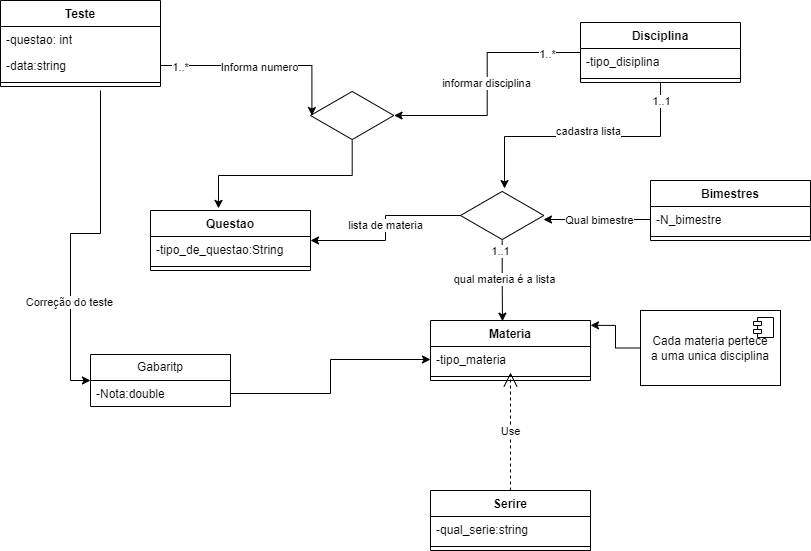 Teste
-questao: int
-data:string
1..*
Informa numero
Disciplina
-tipo_disiplina
1..*
informar disciplina
1..1
cadastra lista
Bimestres
-N_bimestre
Qual bimestre
Questao
-tipo_de_questao:String
lista de materia
1..1
qual materia é a lista
Correção do teste
Materia
-tipo_materia
Cada materia pertece
a uma unica disciplina
Gabaritp
-Nota:double
Use
Serire
-qual_serie:string